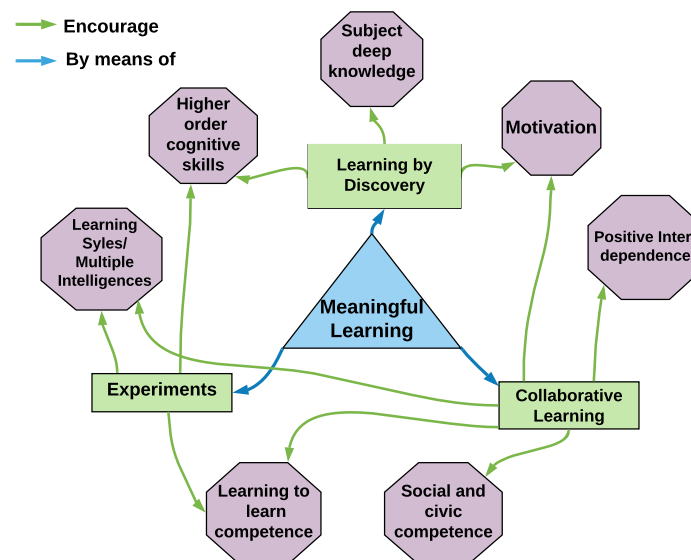 Encourage
By means of
Subject
deep
knowledge
Higher
order
cognitive
skills
Motivation
Learning by
Discovery
Learning
Syles/
Multiple
Intelligences
Positive Inter
dependence
Meaningful
Learning
Experiments
Collaborative
Learning
Learning to
learn
competence
Social and
civic
competence